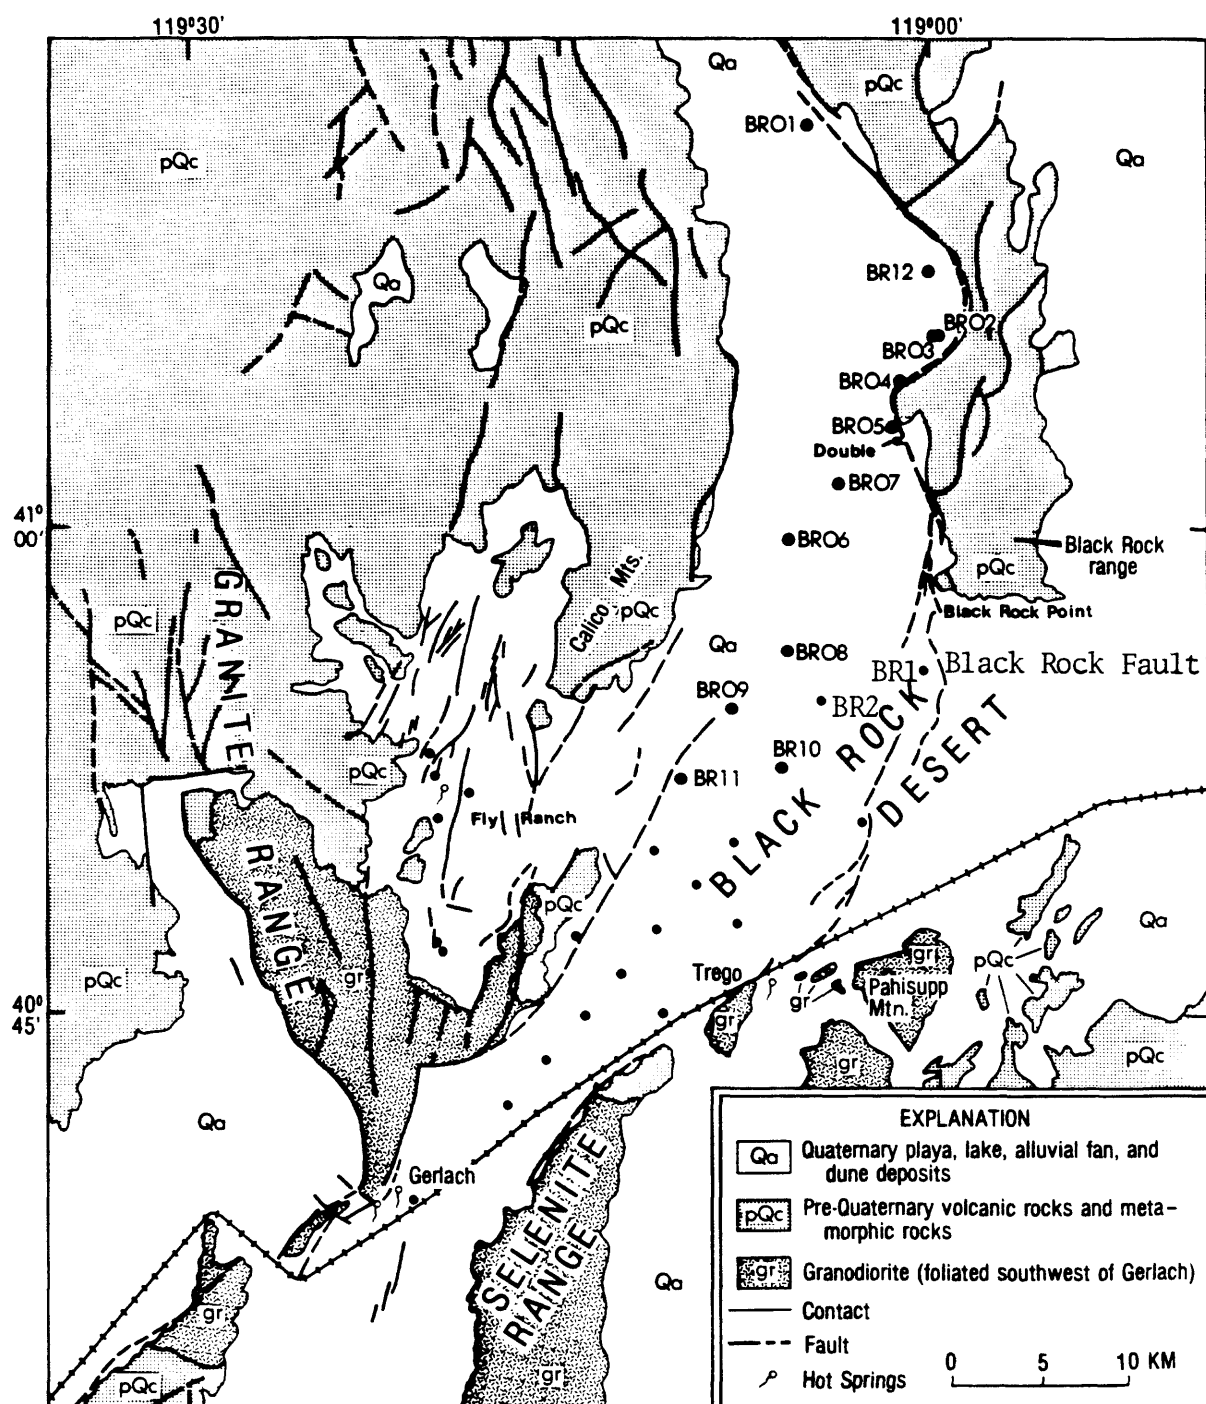 119°30'
119°00'
Qa
pQc
BRO1
pQc
Qa
Qa
BR12
pQc
BRO2
BRO3
BRO4
BRO5
Double
BRO7
41°
00'
BRO6
Black Rock
range
pQc
Calico Mts.
pQc
pQc
GRANITE
RANGE
Black Rock Point
Qa
BRO8
BR1
Black Rock Fault
BRO9
BR2
BLACK ROCK
DESERT
pQc
BR10
BR11
Fly Ranch
pQc
Qa
gr
pQc
Trego
gr
pQc
gr
Pahisupp
Mtn.
40°
45'
gr
gr
pQc
Qa
Gerlach
SELENITE
RANGE
Qa
gr
pQc
gr
EXPLANATION
Qa Quaternary playa, lake, alluvial fan, and
dune deposits
pQc Pre-Quaternary volcanic rocks and meta-
morphic rocks
gr Granodiorite (foliated southwest of Gerlach)
Contact
Fault
Hot Springs
0 5 10 KM